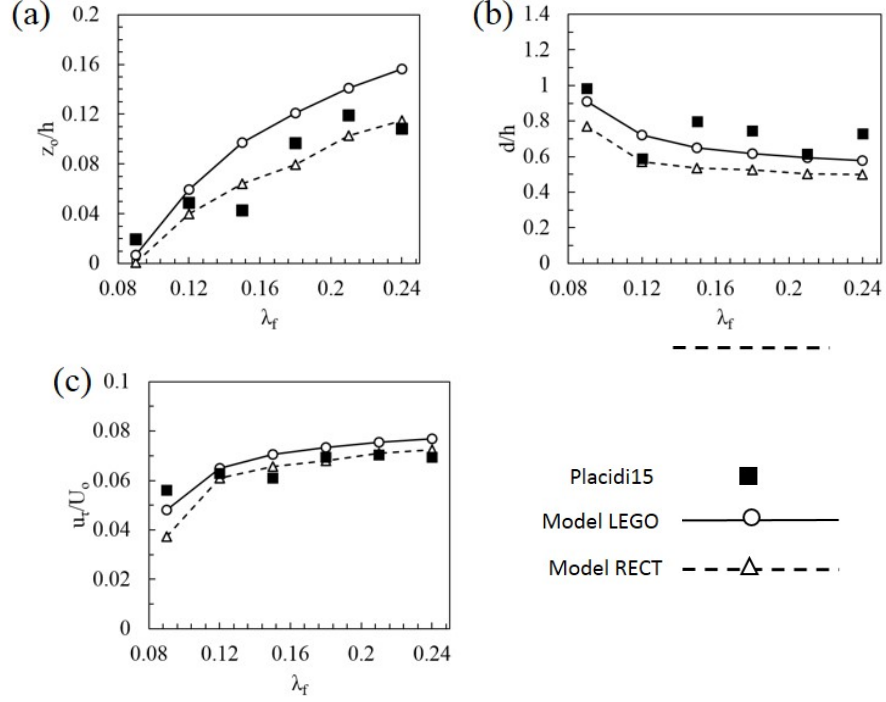 (a)
0.2
0.16
0.12
0.08
0.04
0
z₀/h
0.08 0.12 0.16 0.2 0.24
λf
(b)
1.4
1.2
1
0.8
0.6
0.4
0.2
0
d/h
0.08 0.12 0.16 0.2 0.24
λf
(c)
0.1
0.08
0.06
0.04
0.02
0
uτ/U₀
0.08 0.12 0.16 0.20 0.24
λf
Placidi15
Model LEGO
Model RECT